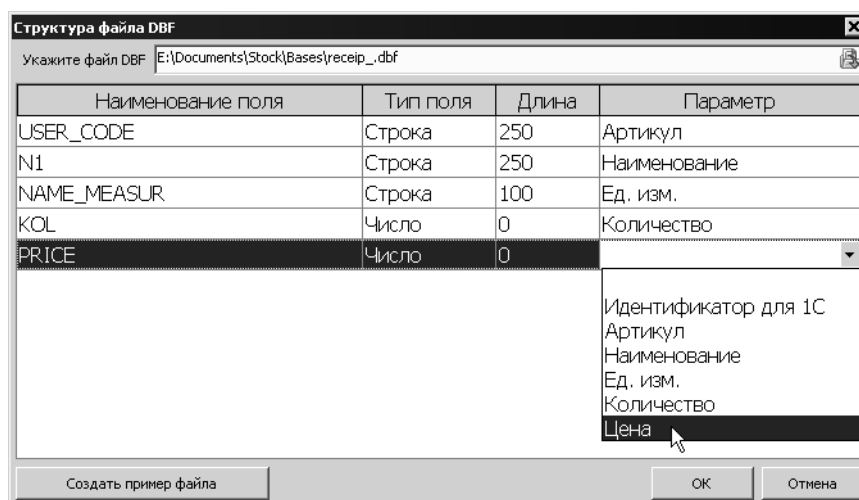 Структура файла DBF
Укажите файл DBF E:\Documents\Stock\Bases\receip_.dbf
Наименование поля Тип поля Длина Параметр
USER_CODE Строка 250 Артикул
N1 Строка 250 Наименование
NAME_MEASUR Строка 100 Ед. изм.
KOL Число 0 Количество
PRICE Число 0
Идентификатор для 1С
Артикул
Наименование
Ед. изм.
Количество
Цена
Создать пример файла ОК Отмена